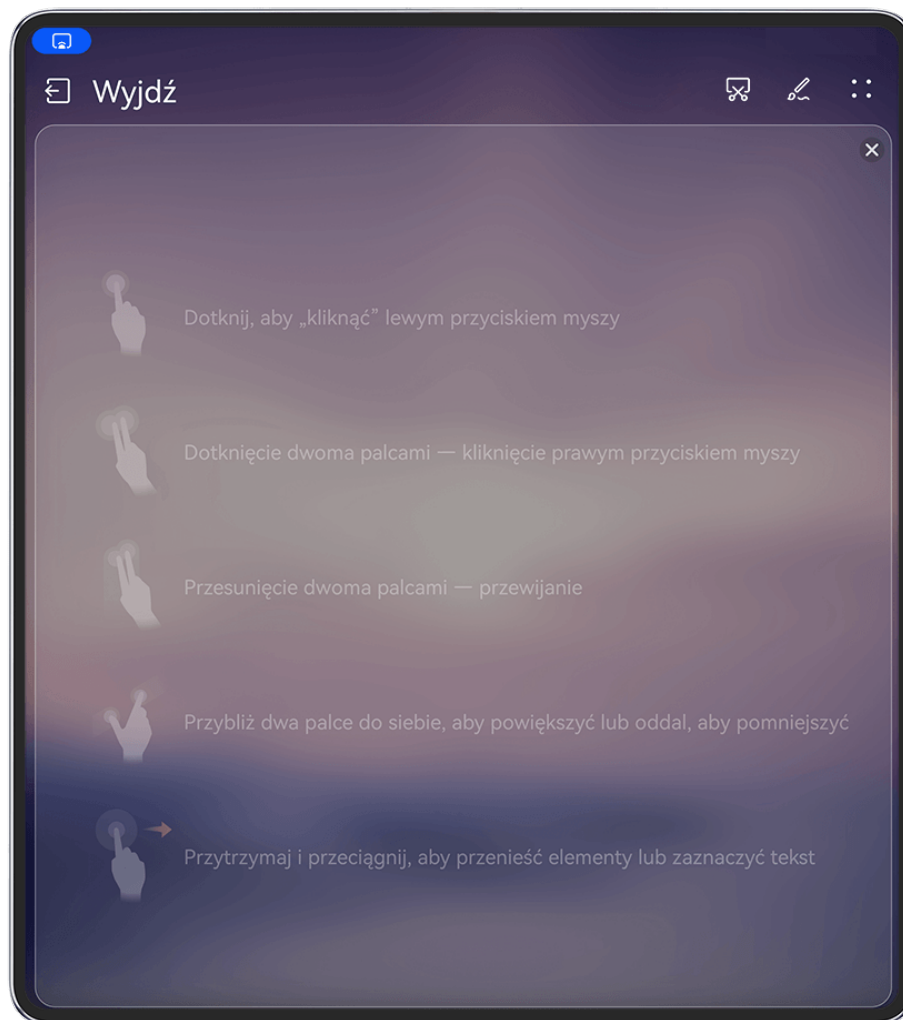 Wyjdź
Dotknij, aby „kliknąć” lewym przyciskiem myszy
Dotknięcie dwoma palcami — kliknięcie prawym przyciskiem myszy
Przesunięcie dwoma palcami — przewijanie
Przybliż dwa palce do siebie, aby powiększyć lub oddal, aby pomniejszyć
Przytrzymaj i przeciągnij, aby przenieść elementy lub zaznaczyć tekst